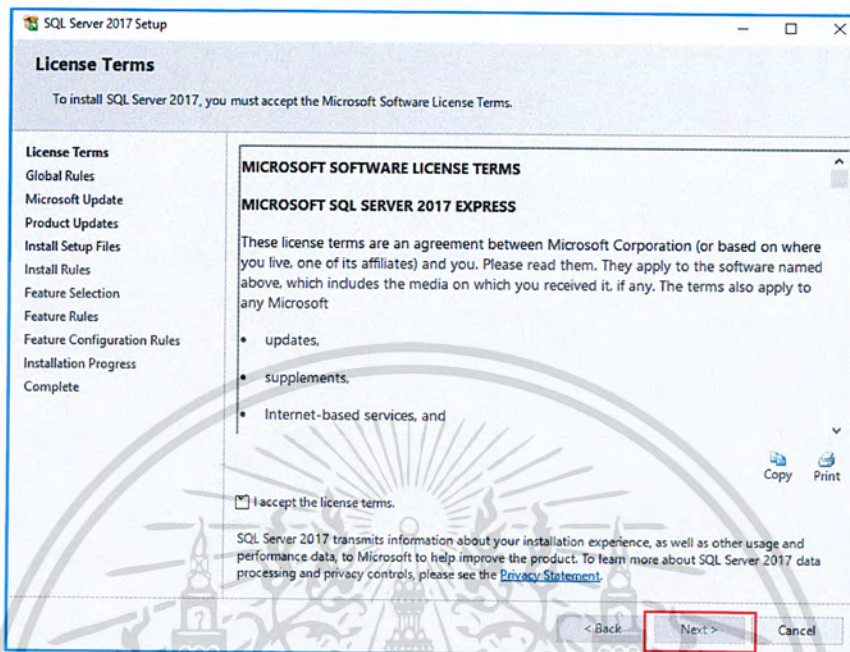 SQL Server 2017 Setup
License Terms
To install SQL Server 2017, you must accept the Microsoft Software License Terms.
License Terms
Global Rules
Microsoft Update
Product Updates
Install Setup Files
Install Rules
Feature Selection
Feature Rules
Feature Configuration Rules
Installation Progress
Complete
MICROSOFT SOFTWARE LICENSE TERMS
MICROSOFT SQL SERVER 2017 EXPRESS
These license terms are an agreement between Microsoft Corporation (or based on where
you live, one of its affiliates) and you. Please read them. They apply to the software named
above, which includes the media on which you received it, if any. The terms also apply to
any Microsoft
• updates,
• supplements,
• Internet-based services, and
Copy Print
I accept the license terms.
SQL Server 2017 transmits information about your installation experience, as well as other usage and
performance data, to Microsoft to help improve the product. To learn more about SQL Server 2017 data
processing and privacy controls, please see the Privacy Statement.
< Back Next > Cancel